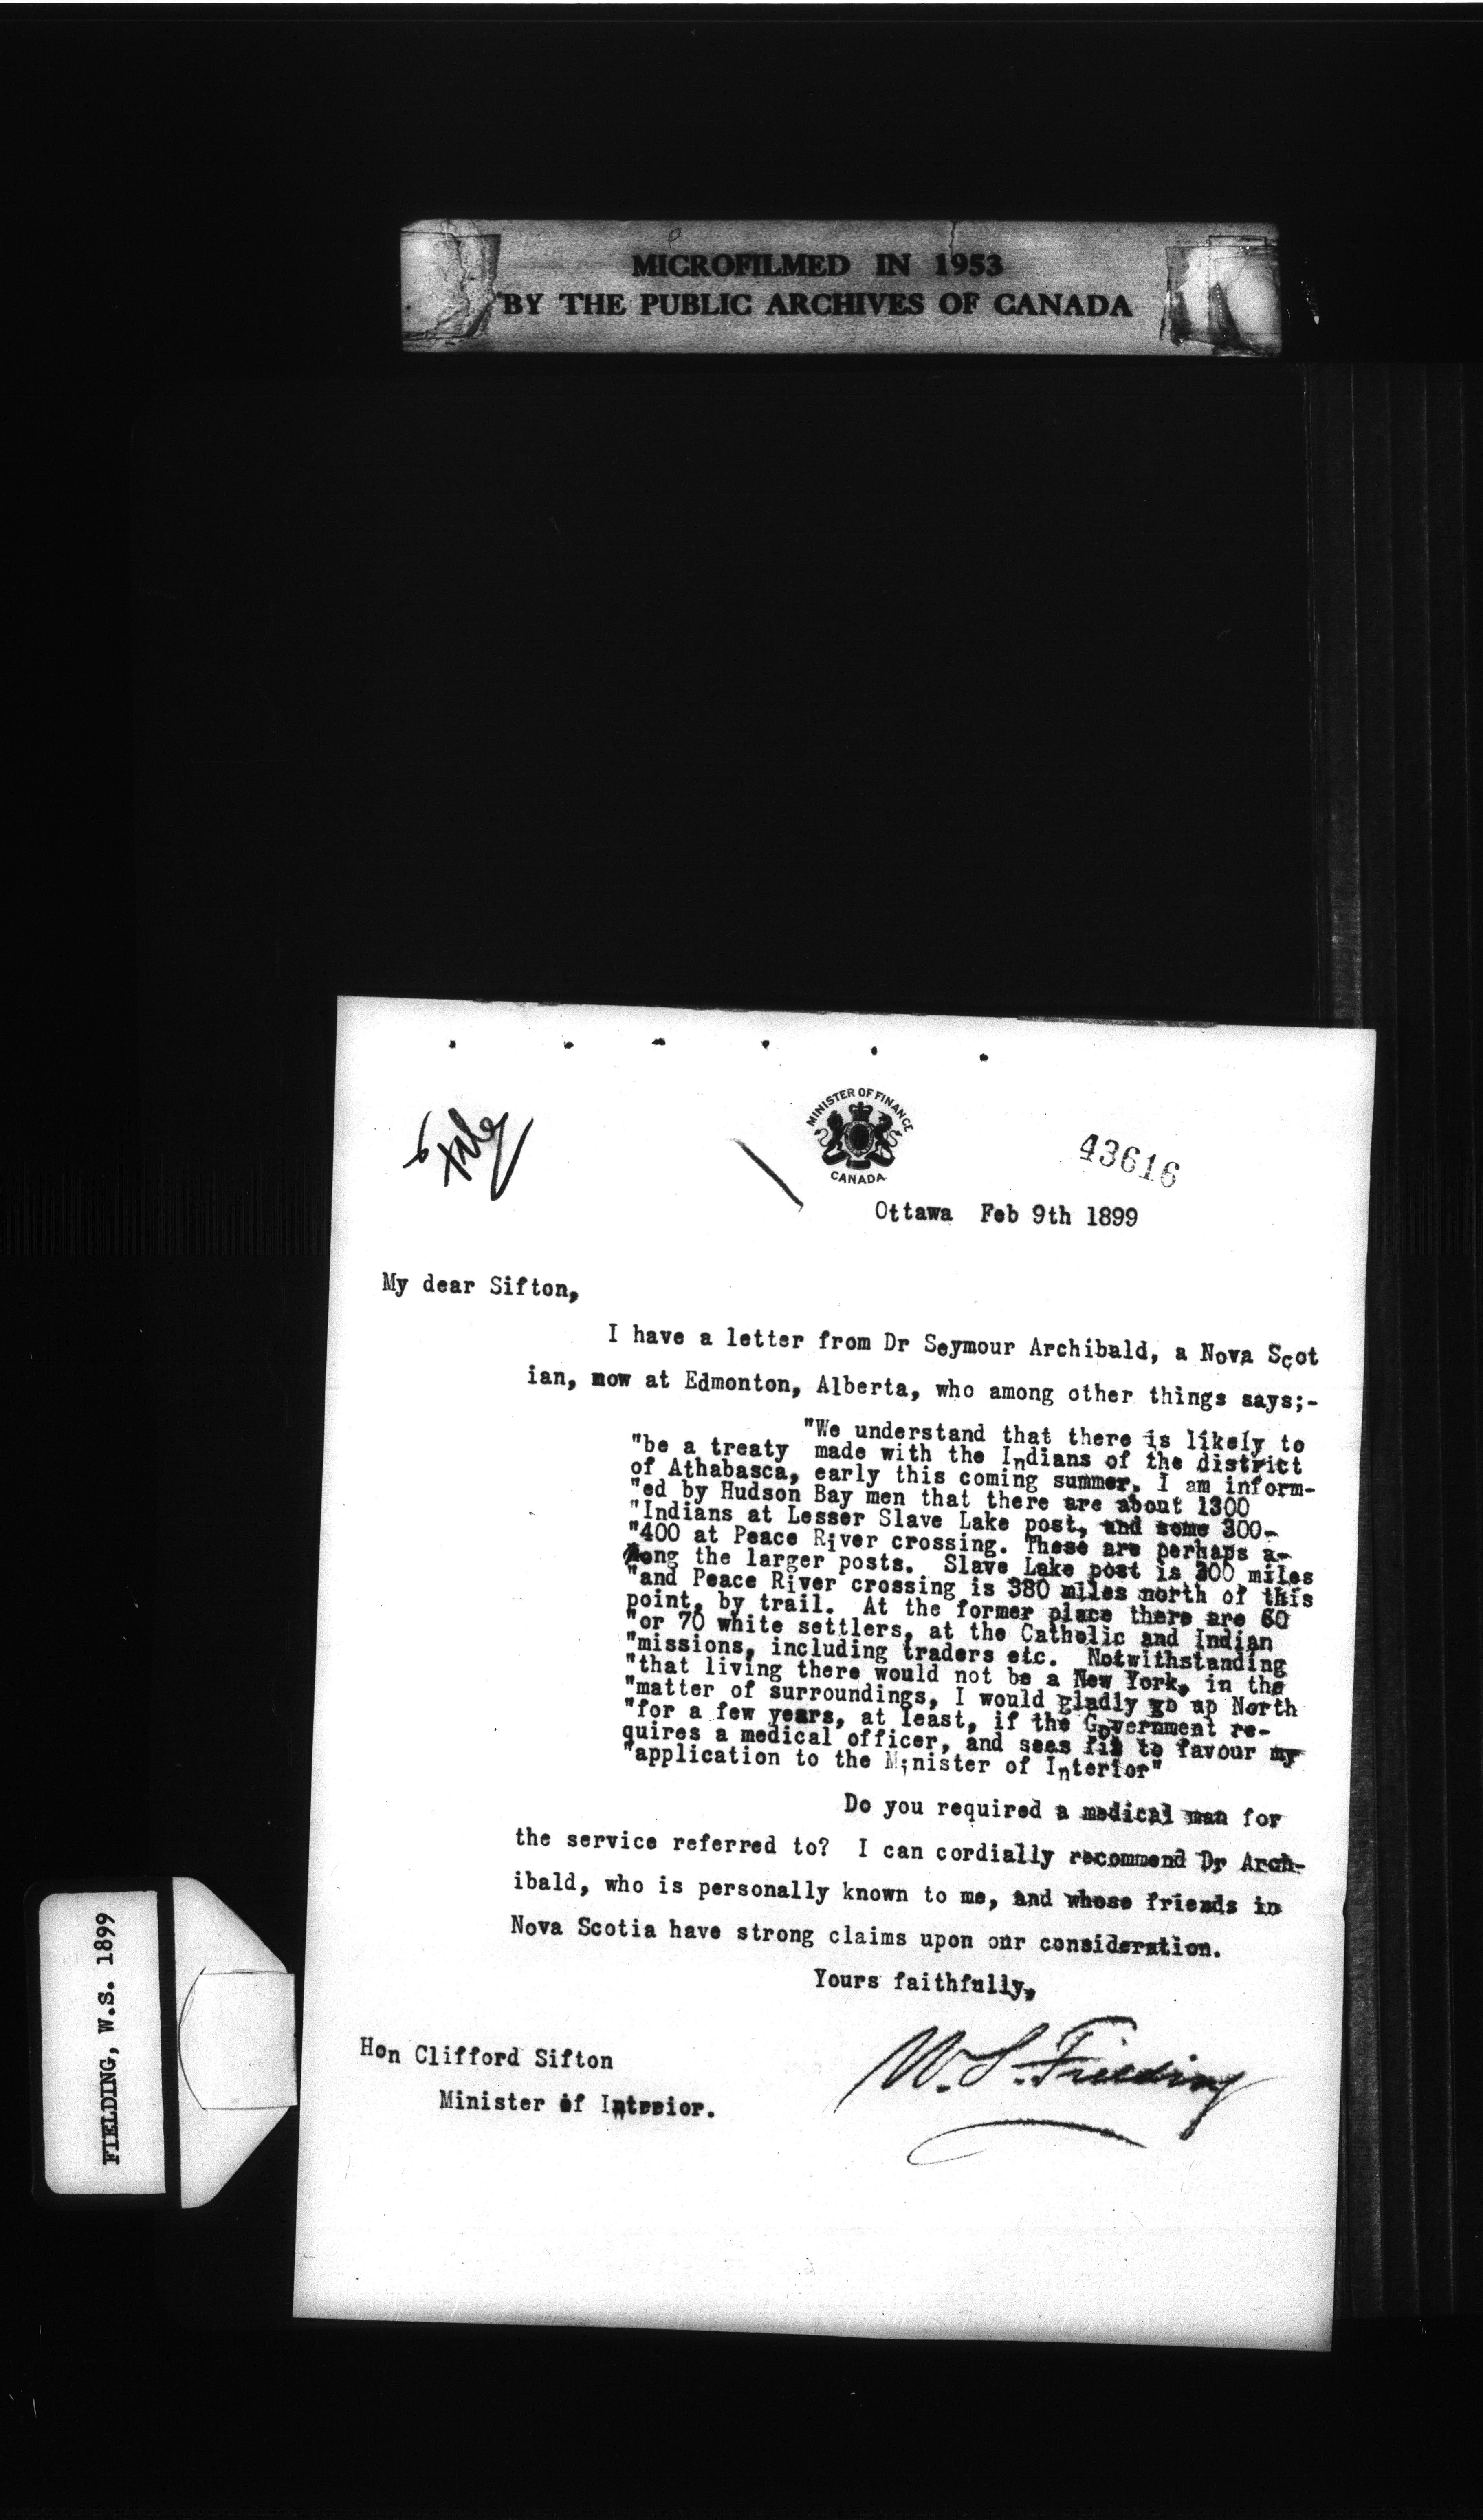 MICROFILMED IN 1953
BY THE PUBLIC ARCHIVES OF CANADA
MINISTER OF FINANCE
CANADA
43616
Ottawa Feb 9th 1899
My dear Sifton,
I have a letter from Dr Seymour Archibald, a Nova Scot
ian, now at Edmonton, Alberta, who among other things says;-
"We understand that there is likely to
"be a treaty made with the Indians of the district
of Athabasca, early this coming summer. I am inform-
"ed by Hudson Bay men that there are about 1300
"Indians at Lesser Slave Lake post, and some 300-
"400 at Peace River crossing. These are perhaps a-
mong the larger posts. Slave Lake post is 200 miles
"and Peace River crossing is 380 miles north of this
point, by trail. At the former place there are 60
"or 70 white settlers, at the Catholic and Indian
"missions, including traders etc. Notwithstanding
"that living there would not be a New York, in the
"matter of surroundings, I would gladly go up North
"for a few years, at least, if the Government re-
quires a medical officer, and sees fit to favour my
"application to the Minister of Interior"
Do you required a medical man for
the service referred to? I can cordially recommend Dr Arch-
ibald, who is personally known to me, and whose friends in
Nova Scotia have strong claims upon our consideration.
Yours faithfully,
W. S. Fielding
Hon Clifford Sifton
Minister of Interior.
FIELDING, W.S. 1899